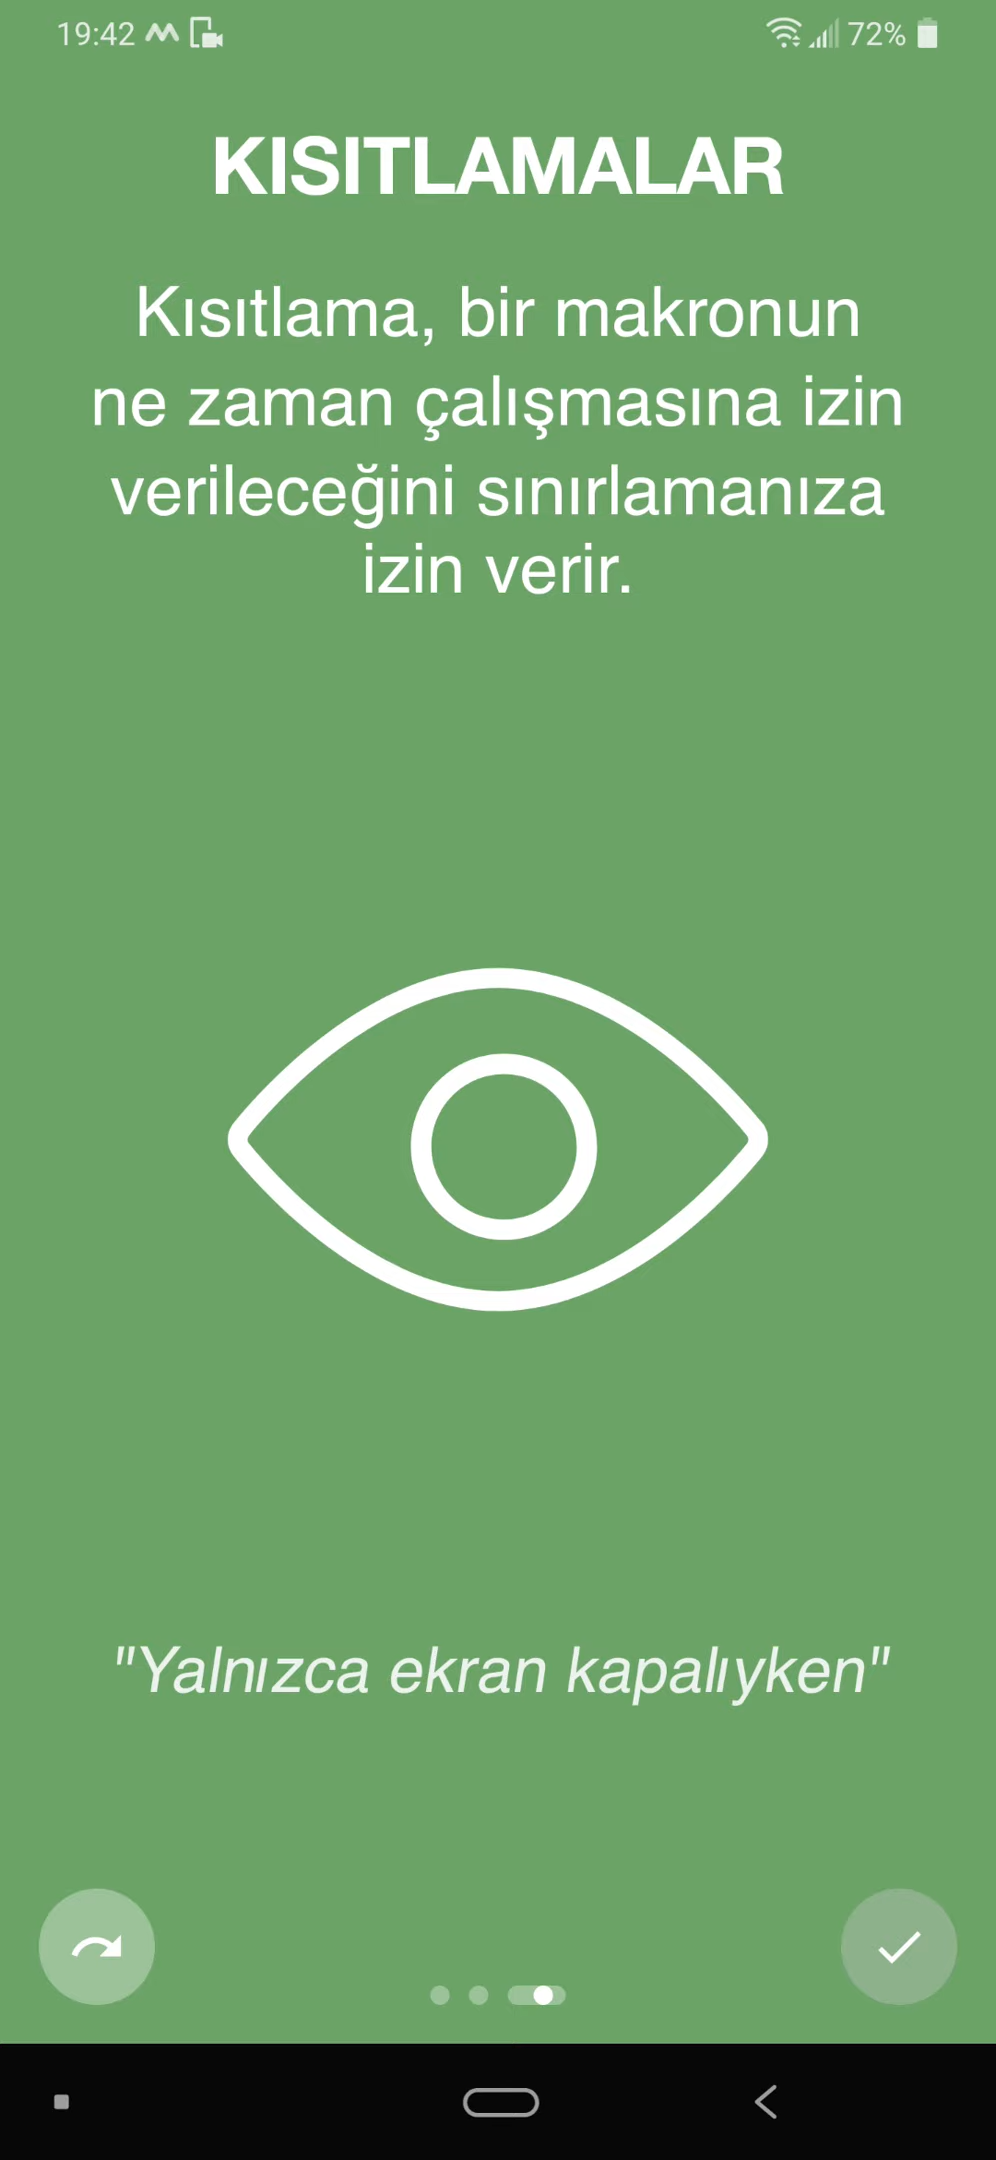 19:42
72%
KISITLAMALAR
Kısıtlama, bir makronun
ne zaman çalışmasına izin
verileceğini sınırlamanıza
izin verir.
"Yalnızca ekran kapalıyken"